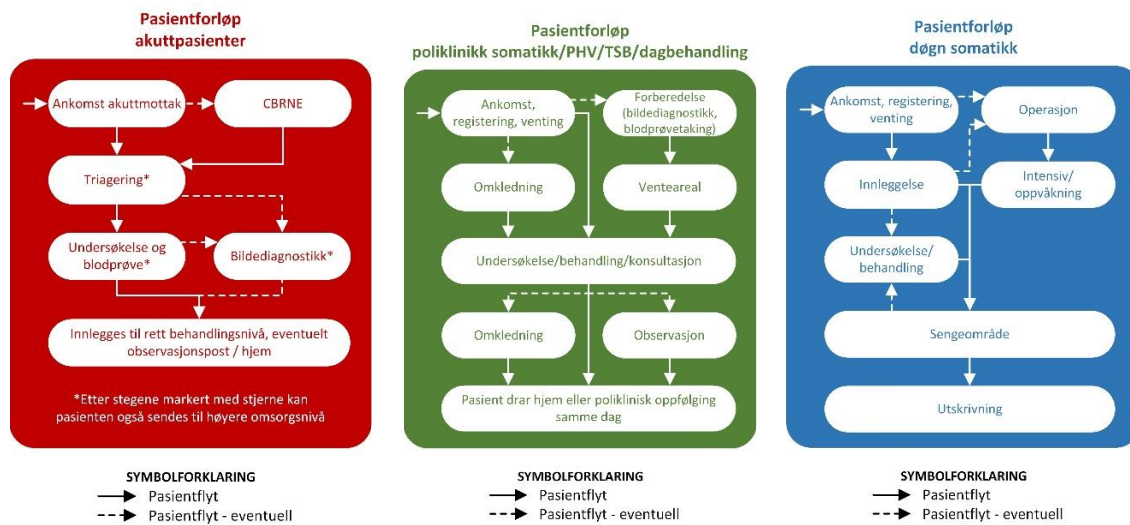 Pasientforløp
akuttpasienter
Ankomst akuttmottak
CBRNE
Triagering*
Undersøkelse og
blodprøve*
Bildediagnostikk*
Innlegges til rett behandlingsnivå, eventuelt
observasjonspost / hjem
*Etter stegene markert med stjerne kan
pasienten også sendes til høyere omsorgsnivå
SYMBOLFORKLARING
Pasientflyt
Pasientflyt - eventuell
Pasientforløp
poliklinikk somatikk/PHV/TSB/dagbehandling
Ankomst,
registering, venting
Forberedelse
(bildediagnostikk,
blodprøvetaking)
Omkledning
Venteareal
Undersøkelse/behandling/konsultasjon
Omkledning
Observasjon
Pasient drar hjem eller poliklinisk oppfølging
samme dag
SYMBOLFORKLARING
Pasientflyt
Pasientflyt - eventuell
Pasientforløp
døgn somatikk
Ankomst, registering,
venting
Operasjon
Innleggelse
Intensiv/
oppvåkning
Undersøkelse/
behandling
Sengeområde
Utskrivning
SYMBOLFORKLARING
Pasientflyt
Pasientflyt - eventuell